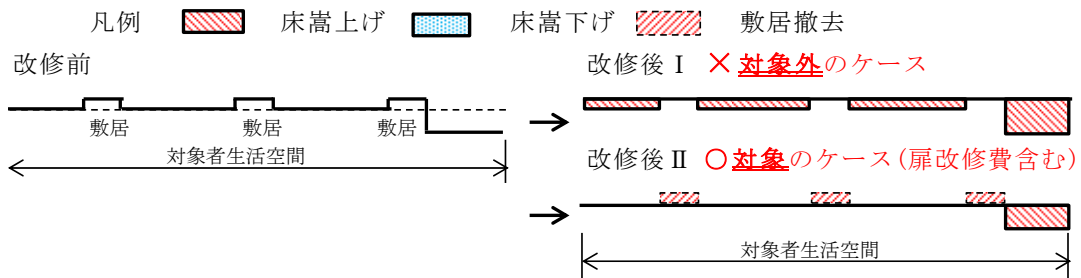 凡例 床嵩上げ 床嵩下げ 敷居撤去
改修前
敷居 敷居 敷居
対象者生活空間
改修後Ⅰ ×対象外のケース
改修後Ⅱ ○対象のケース(扉改修費含む)
対象者生活空間